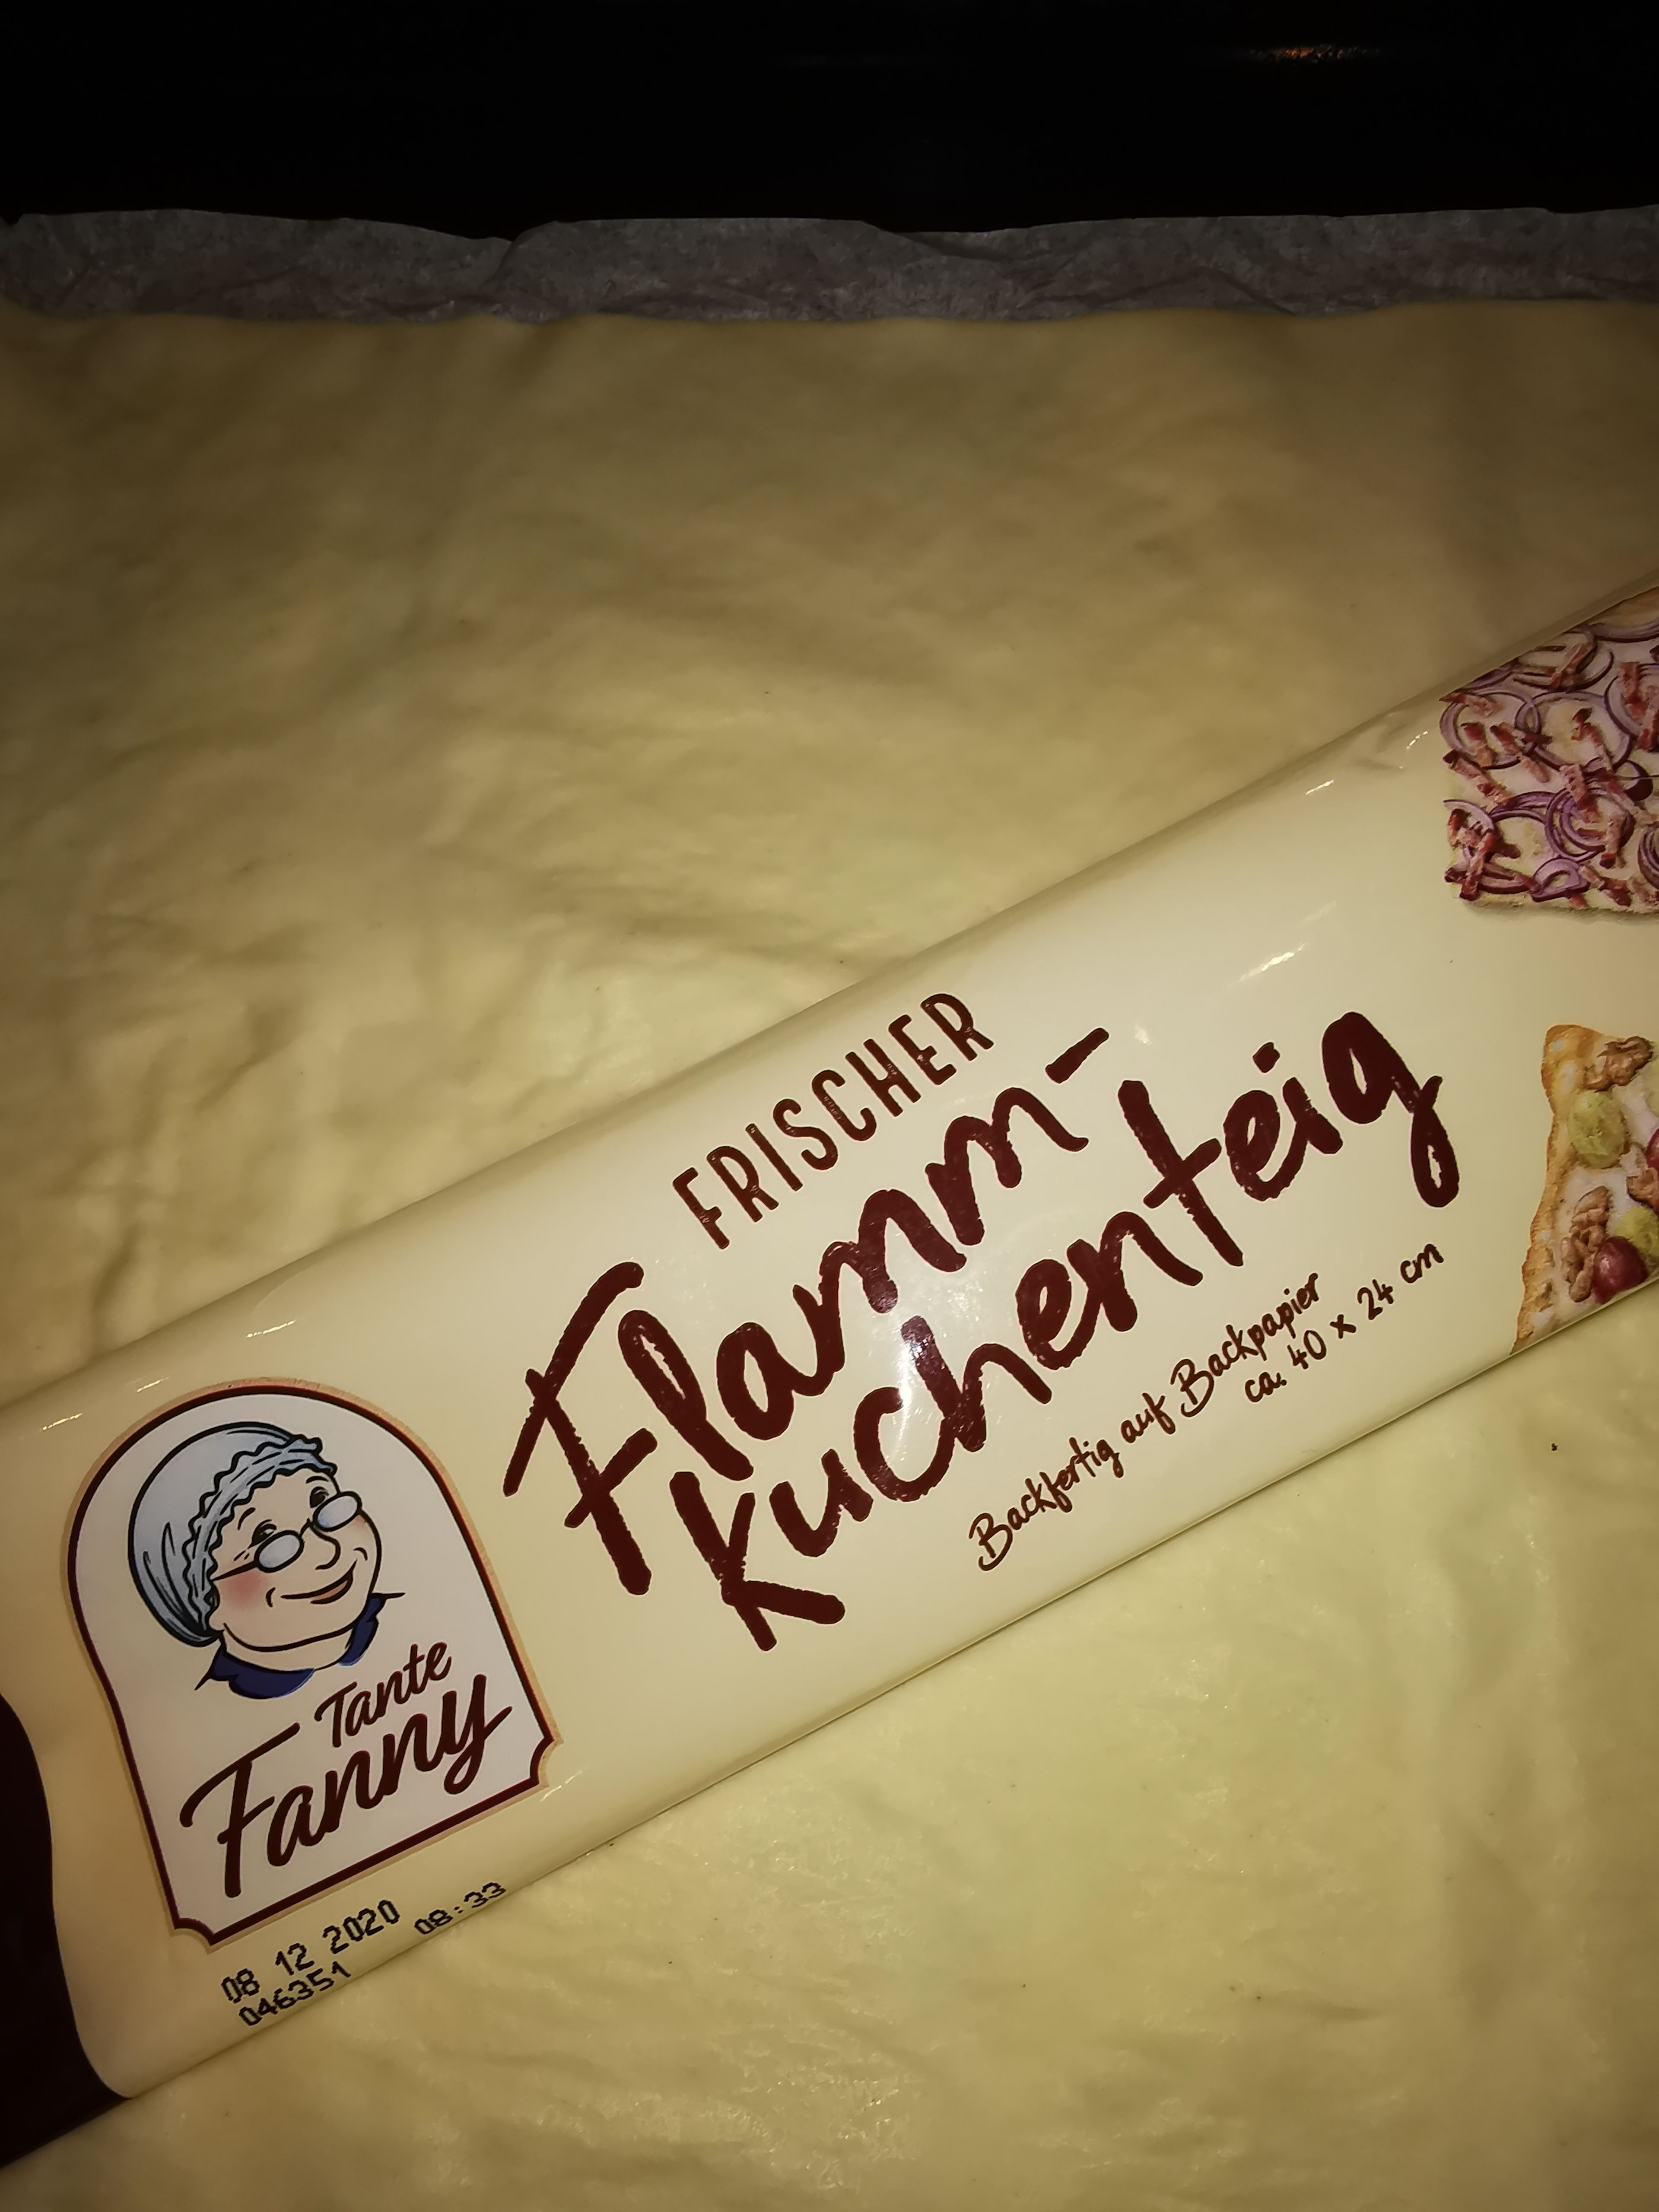 FRISCHER
Flamm-
kuchenteig
Backfertig auf Backpapier
ca. 40 x 24 cm
Tante
Fanny
08 12 2020 08:33
046351